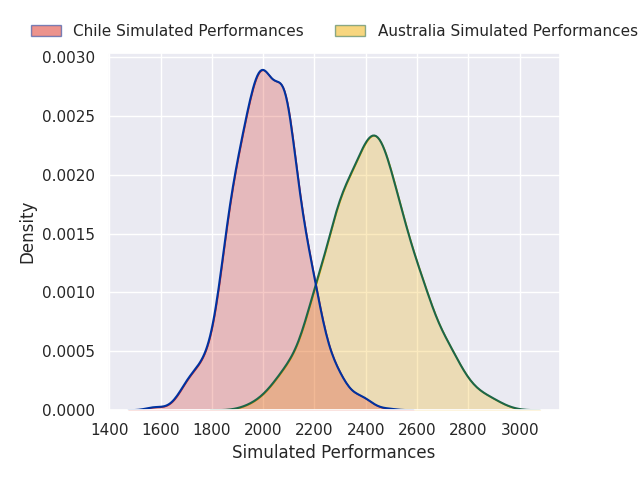 Chile Simulated Performances
Australia Simulated Performances
0.0030
0.0025
0.0020
0.0015
0.0010
0.0005
0.0000
Density
1400 1600 1800 2000 2200 2400 2600 2800 3000
Simulated Performances